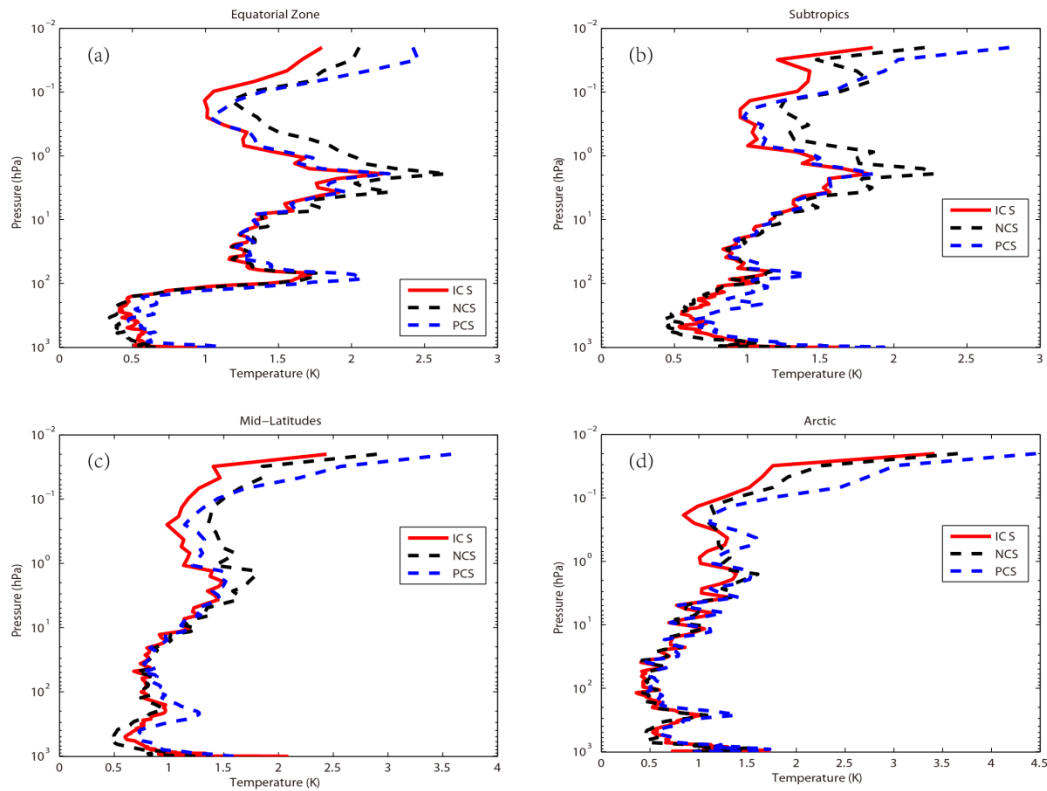 Equatorial Zone
(a)
Pressure (hPa)
10-2
10-1
100
101
102
103
0 0.5 1 1.5 2 2.5 3
Temperature (K)
IC S
NCS
PCS
Subtropics
(b)
Pressure (hPa)
10-2
10-1
100
101
102
103
0 0.5 1 1.5 2 2.5 3
Temperature (K)
IC S
NCS
PCS
Mid−Latitudes
(c)
Pressure (hPa)
10-2
10-1
100
101
102
103
0 0.5 1 1.5 2 2.5 3 3.5 4
Temperature (K)
IC S
NCS
PCS
Arctic
(d)
Pressure (hPa)
10-2
10-1
100
101
102
103
0 0.5 1 1.5 2 2.5 3 3.5 4 4.5
Temperature (K)
IC S
NCS
PCS